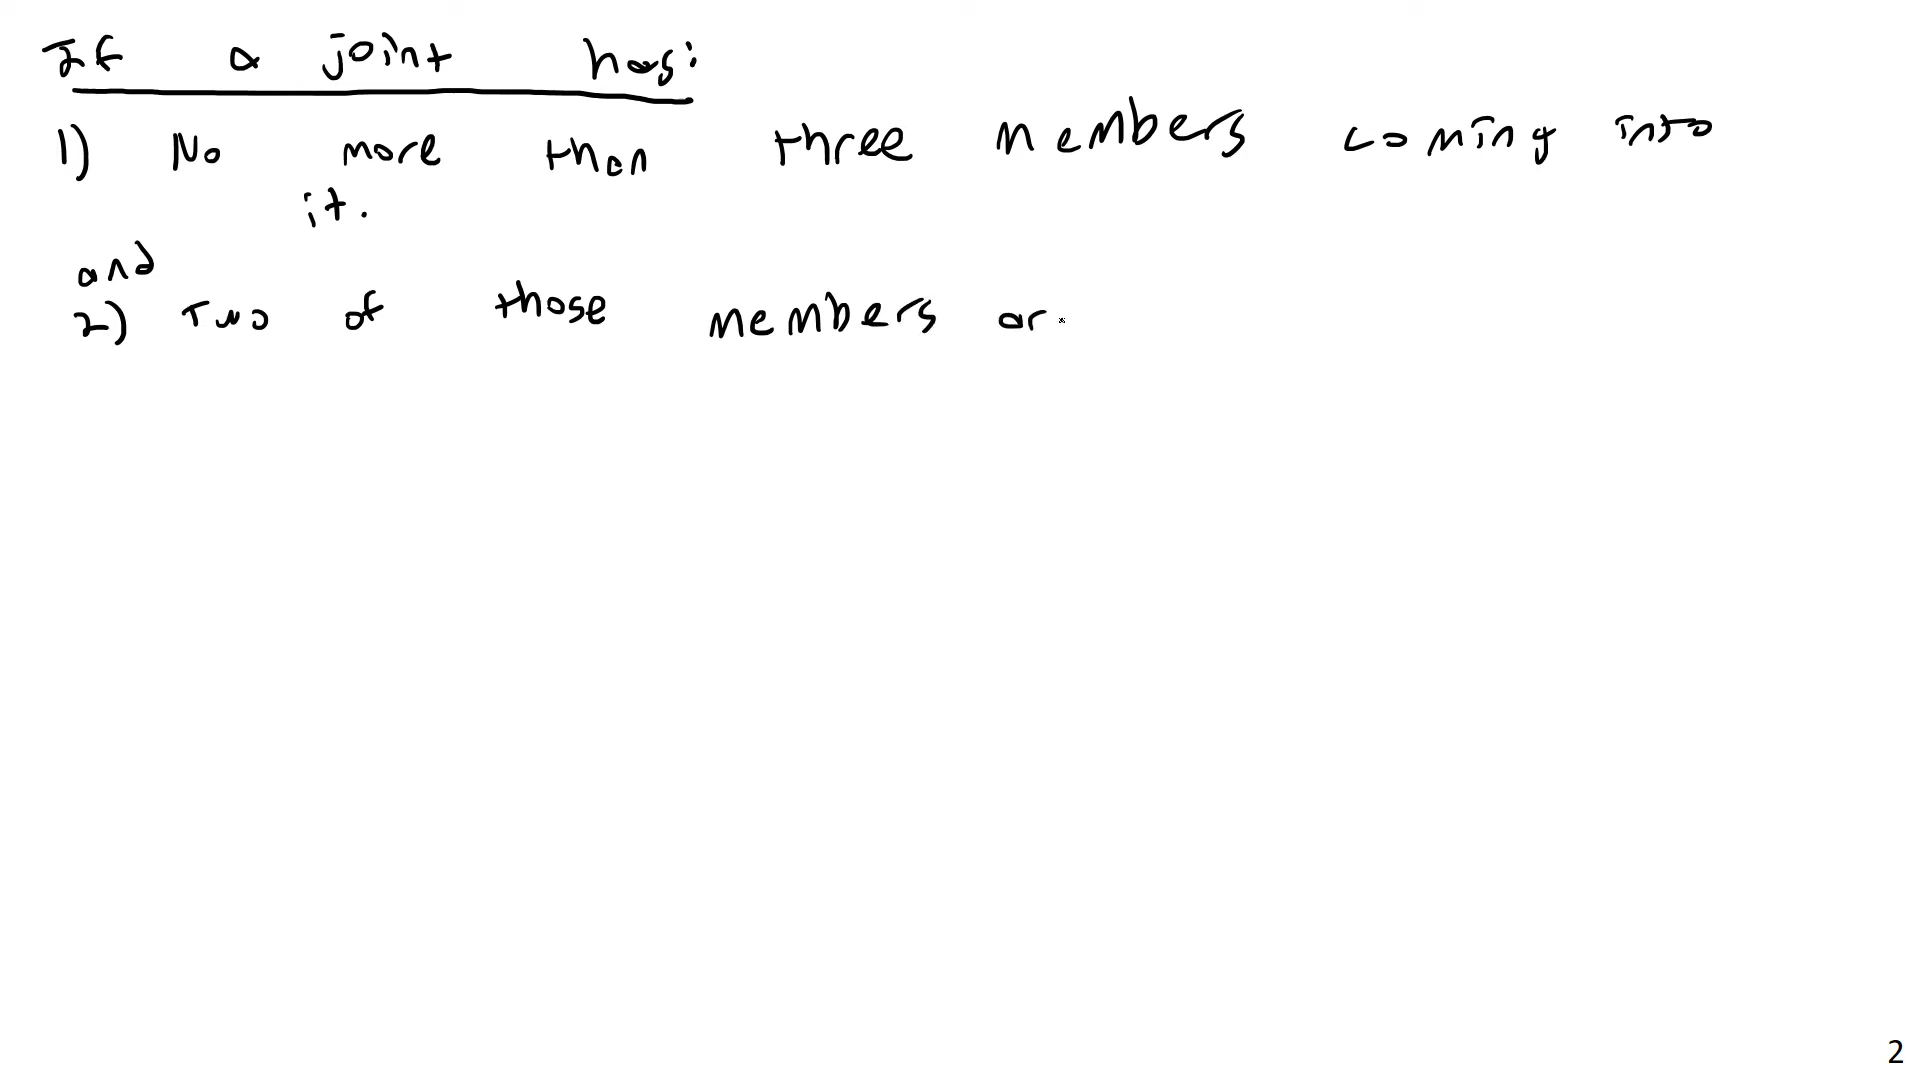 If a joint has:
1) No more than three members coming into
it.
and
2) Two of those members ar
2